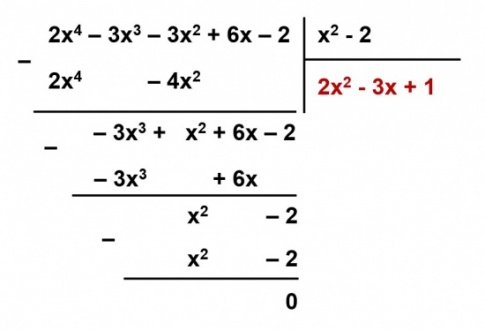 2x⁴ – 3x³ – 3x² + 6x – 2 | x² - 2
–
2x⁴ – 4x² | 2x² - 3x + 1
– 3x³ + x² + 6x – 2
–
– 3x³ + 6x
x² – 2
–
x² – 2
0